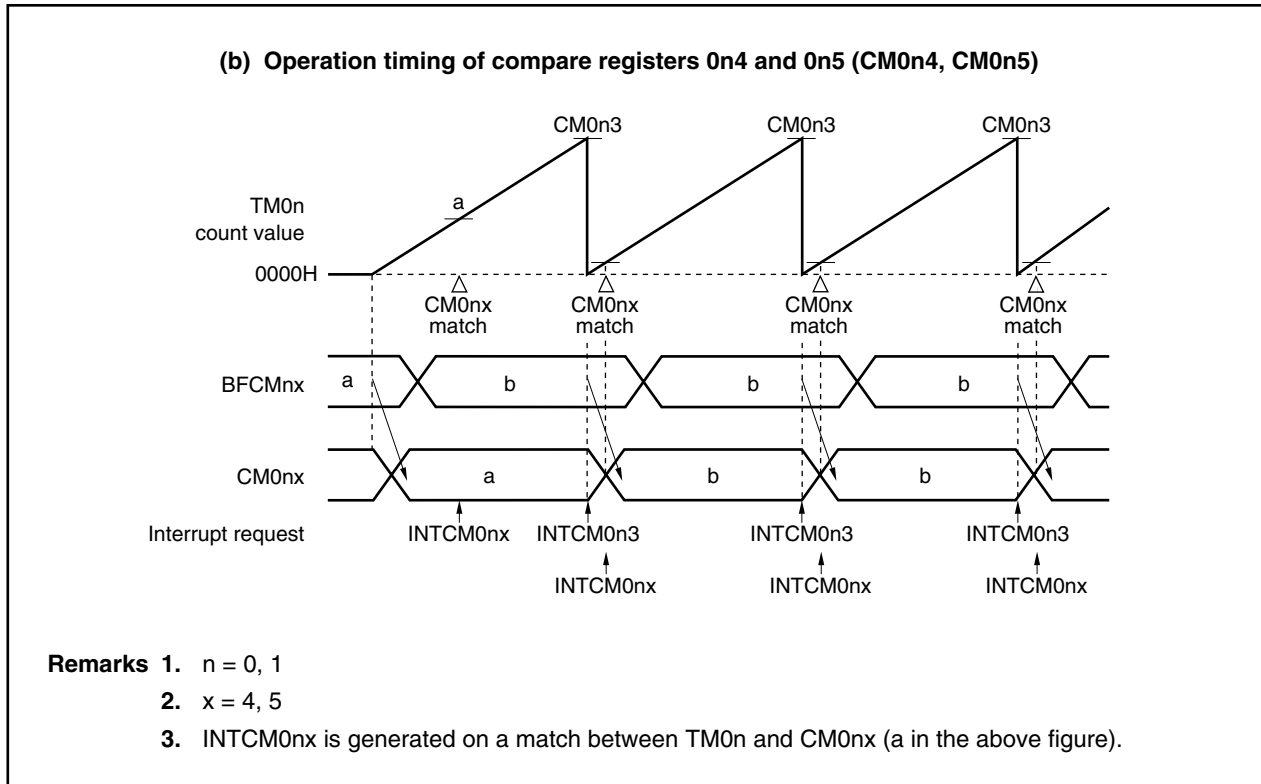 (b) Operation timing of compare registers 0n4 and 0n5 (CM0n4, CM0n5)
CM0n3 CM0n3 CM0n3
TM0n
count value
a
0000H
CM0nx
match
CM0nx
match
CM0nx
match
CM0nx
match
BFCMnx a b b b
CM0nx a b b
Interrupt request INTCM0nx INTCM0n3 INTCM0n3 INTCM0n3
INTCM0nx INTCM0nx INTCM0nx
Remarks 1. n = 0, 1
2. x = 4, 5
3. INTCM0nx is generated on a match between TM0n and CM0nx (a in the above figure).